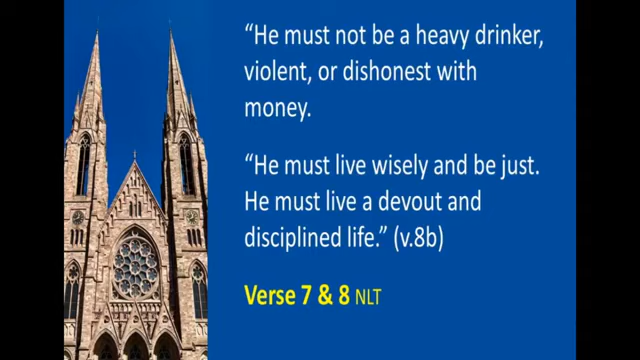 “He must not be a heavy drinker,
violent, or dishonest with
money.
“He must live wisely and be just.
He must live a devout and
disciplined life.” (v.8b)
Verse 7 & 8 NLT